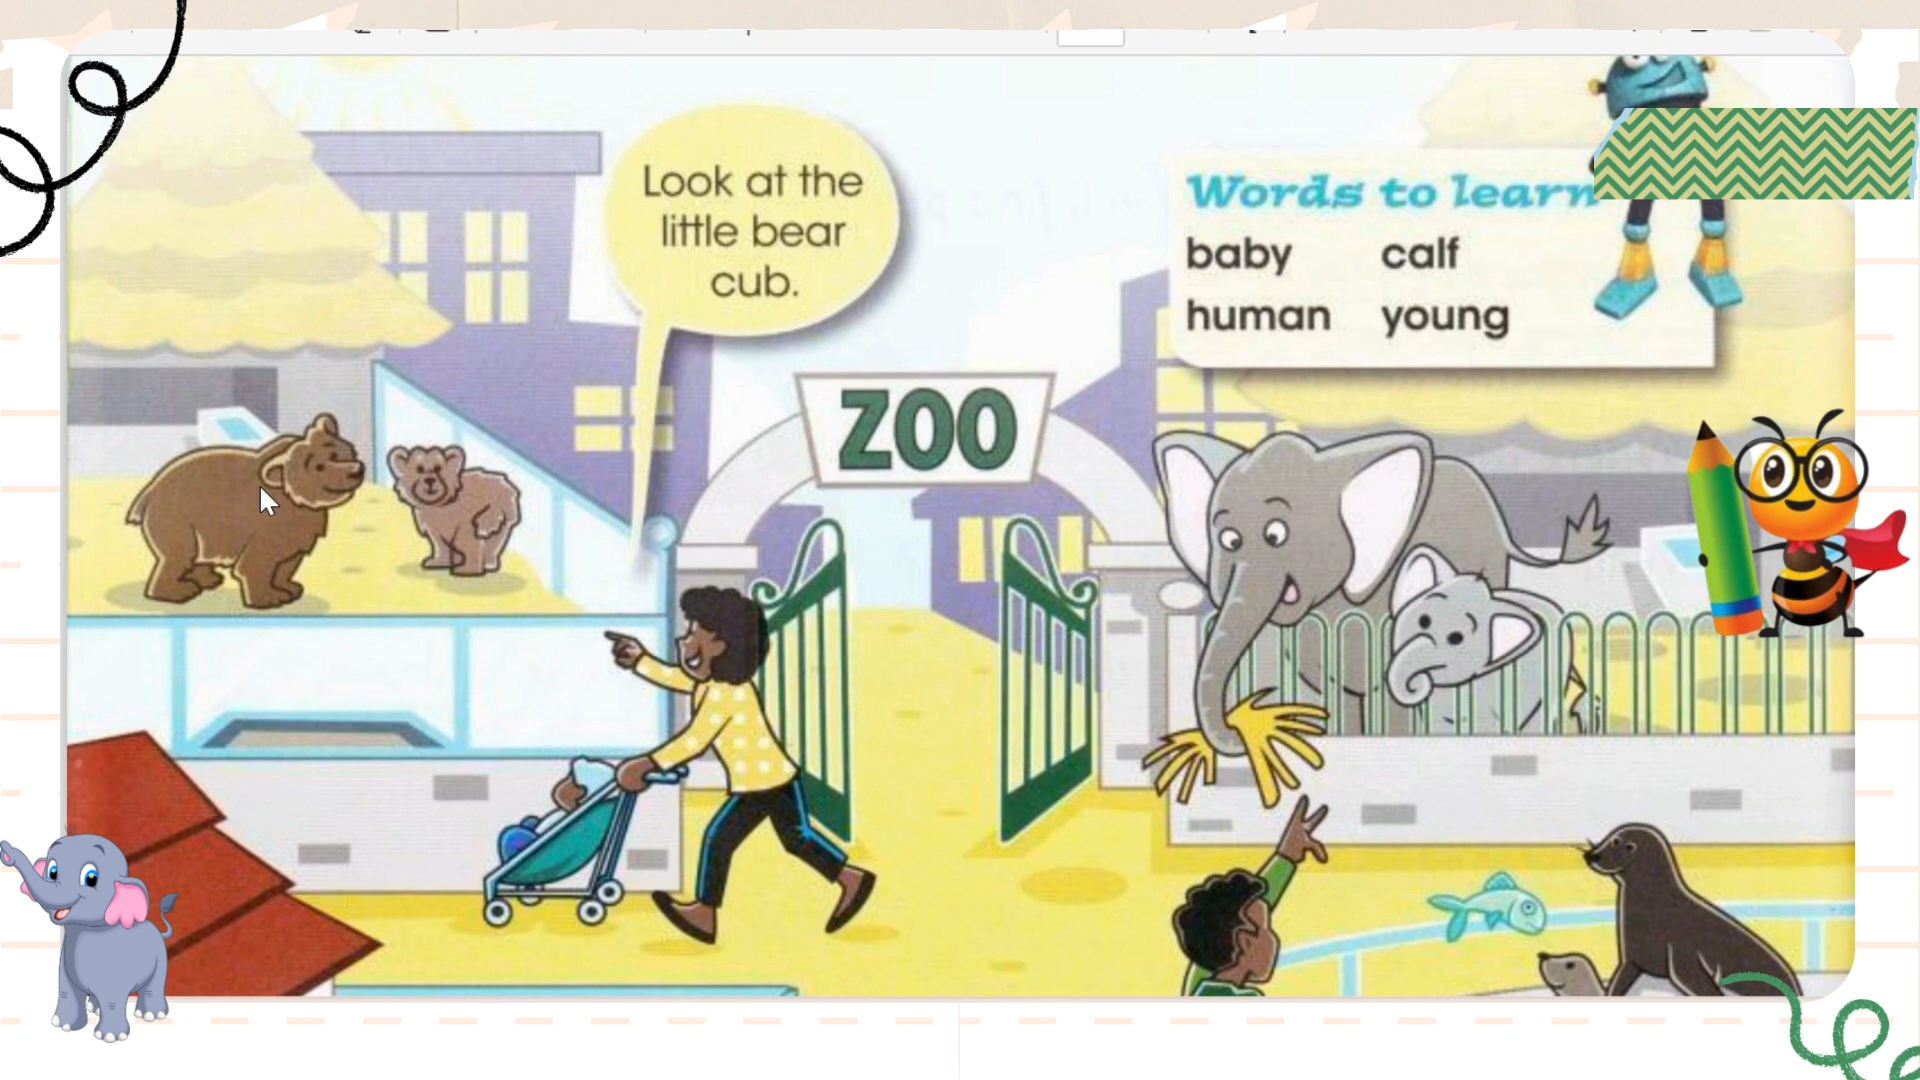 Look at the
little bear
cub.
Words to learn
baby calf
human young
ZOO